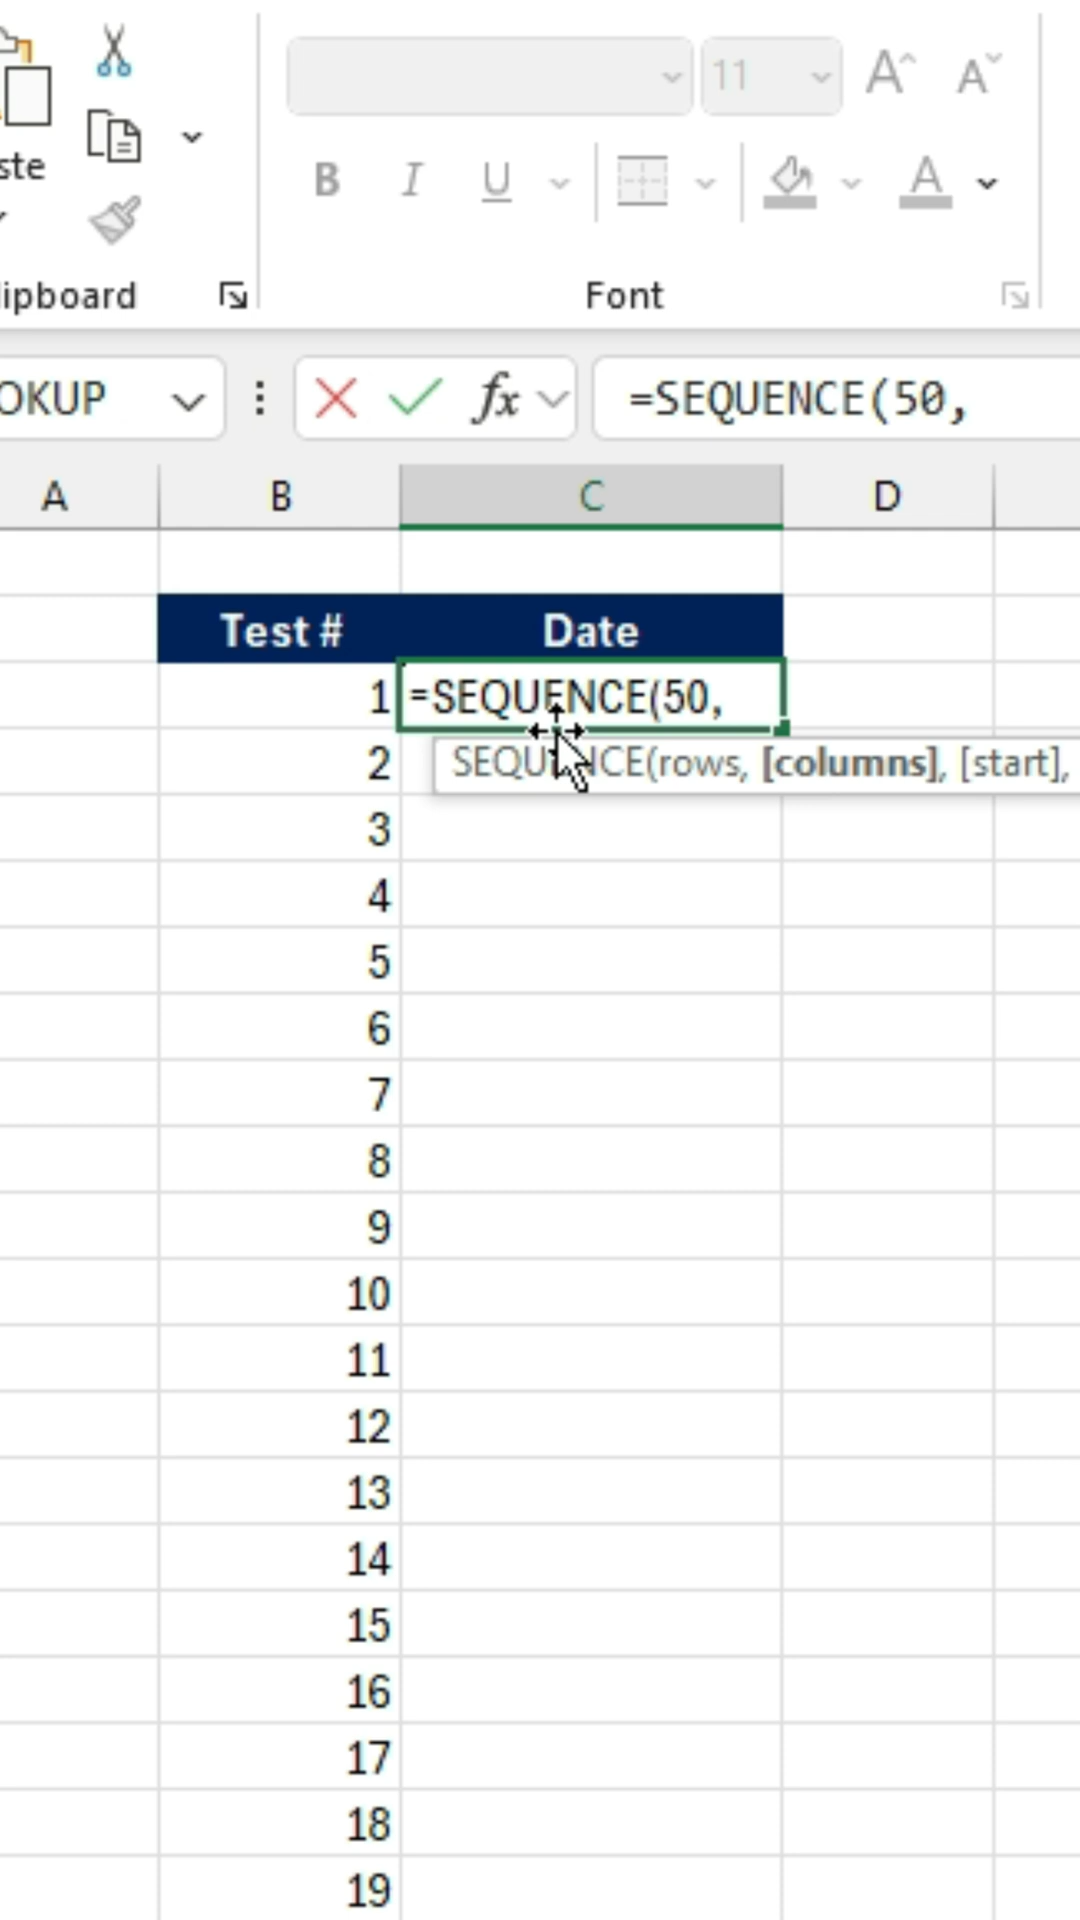 11 A A
ste
B I U A
ipboard
Font
OKUP fx =SEQUENCE(50,
A B C D
Test # Date
1 =SEQUENCE(50,
2 SEQUENCE(rows, [columns], [start],
3
4
5
6
7
8
9
10
11
12
13
14
15
16
17
18
19